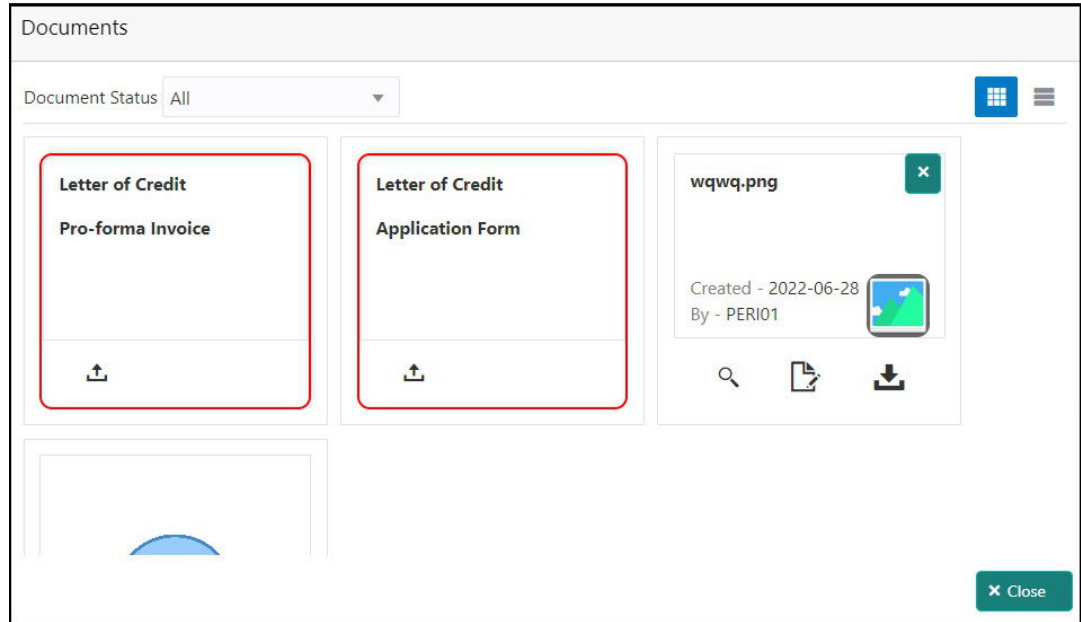 Documents
Document Status All
Letter of Credit
Pro-forma Invoice
Letter of Credit
Application Form
wqwq.png
Created - 2022-06-28
By - PERI01
Close